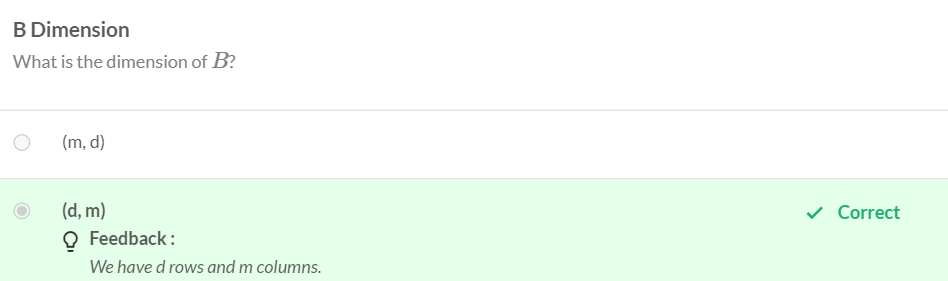 B Dimension
What is the dimension of B?
(m, d)
(d, m)
Correct
Feedback :
We have d rows and m columns.